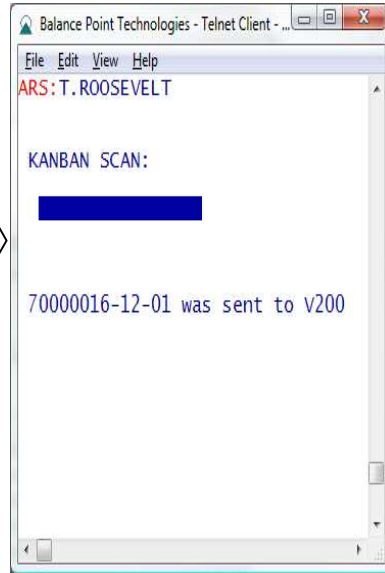 Balance Point Technologies - Telnet Client - ...
File Edit View Help
ARS:T.ROOSEVELT
KANBAN SCAN:
70000016-12-01 was sent to V200